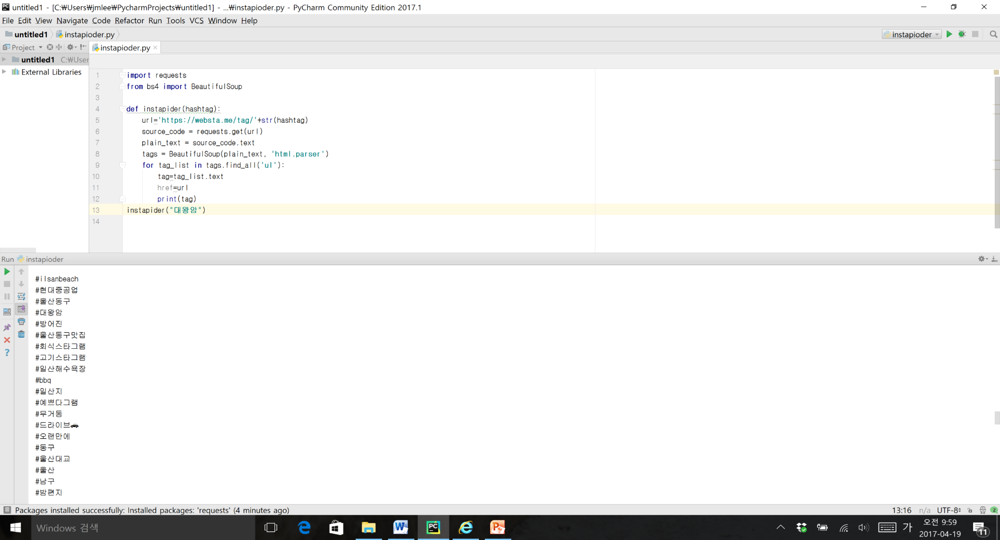 untitled1 - [C:₩Users₩jmlee₩PycharmProjects₩untitled1] - ...₩instapioder.py - PyCharm Community Edition 2017.1
File Edit View Navigate Code Refactor Run Tools VCS Window Help
untitled1 instapioder.py
instapioder
Project
instapioder.py
untitled1 C:₩User
External Libraries
1 import requests
2 from bs4 import BeautifulSoup
3
4 def instapider(hashtag):
5 url='https://websta.me/tag/'+str(hashtag)
6 source_code = requests.get(url)
7 plain_text = source_code.text
8 tags = BeautifulSoup(plain_text, 'html.parser')
9 for tag_list in tags.find_all('ul'):
10 tag=tag_list.text
11 href=url
12 print(tag)
13 instapider("대왕암")
14
Run instapioder
#ilsanbeach
#현대중공업
#울산동구
#대왕암
#방어진
#울산동구맛집
#회식스타그램
#고기스타그램
#일산해수욕장
#bbq
#일산지
#예쁘다그램
#무거동
#드라이브🚗
#오랜만에
#동구
#울산대교
#울산
#남구
#밤편지
Packages installed successfully: Installed packages: 'requests' (4 minutes ago)
13:16 n/a UTF-8 2
Windows 검색
가
오전 9:59
2017-04-19
11